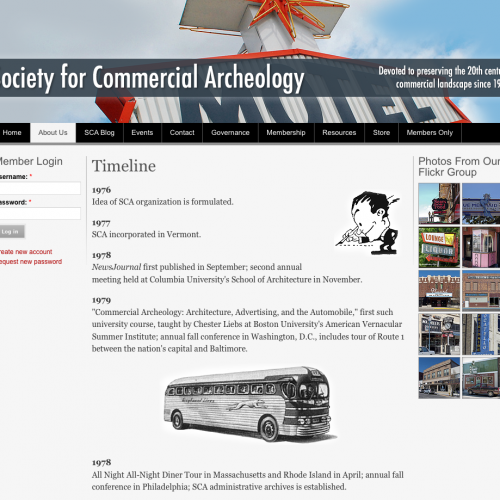 ociety for Commercial Archeology
Devoted to preserving the 20th cent
commercial landscape since 19
MOTEL
Home About Us SCA Blog Events Contact Governance Membership Resources Store Members Only
Member Login
sername: *
assword: *
Log in
reate new account
equest new password
Timeline
1976
Idea of SCA organization is formulated.
1977
SCA incorporated in Vermont.
1978
NewsJournal first published in September; second annual
meeting held at Columbia University's School of Architecture in November.
1979
"Commercial Archeology: Architecture, Advertising, and the Automobile," first such
university course, taught by Chester Liebs at Boston University's American Vernacular
Summer Institute; annual fall conference in Washington, D.C., includes tour of Route 1
between the nation's capital and Baltimore.
1978
All Night All-Night Diner Tour in Massachusetts and Rhode Island in April; annual fall
conference in Philadelphia; SCA administrative archives is established.
Photos From Our
Flickr Group
LOUNGE
LIQUOR